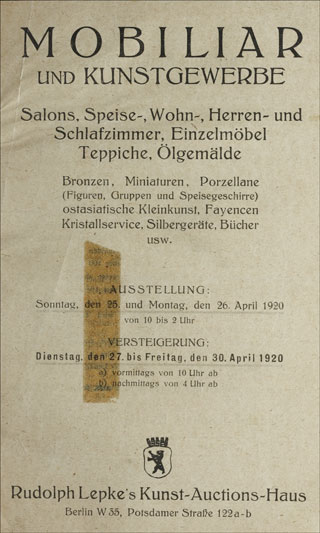 MOBILIAR
UND KUNSTGEWERBE
Salons, Speise-, Wohn-, Herren- und
Schlafzimmer, Einzelmöbel
Teppiche, Ölgemälde
Bronzen, Miniaturen, Porzellane
(Figuren, Gruppen und Speisegeschirre)
ostasiatische Kleinkunst, Fayencen
Kristallservice, Silbergeräte, Bücher
usw.
AUSSTELLUNG:
Sonntag, den 25. und Montag, den 26. April 1920
von 10 bis 2 Uhr
VERSTEIGERUNG:
Dienstag, den 27. bis Freitag, den 30. April 1920
a) vormittags von 10 Uhr ab
b) nachmittags von 4 Uhr ab
Rudolph Lepke's Kunst-Auctions-Haus
Berlin W 35, Potsdamer Straße 122 a-b